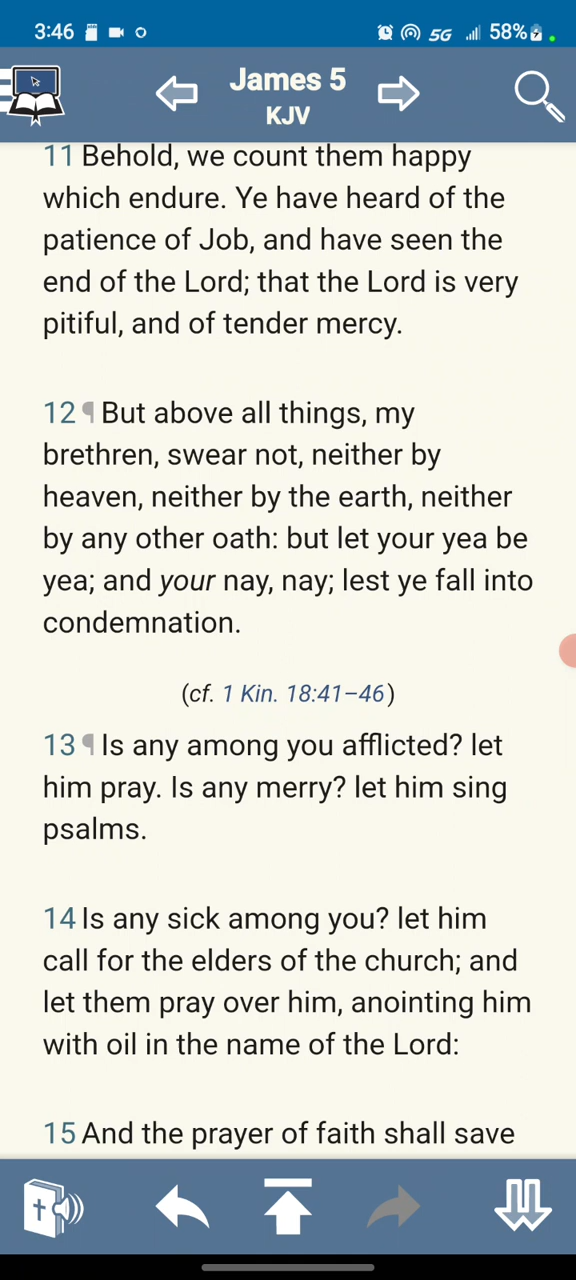 3:46 5G 58%
James 5
KJV
11 Behold, we count them happy
which endure. Ye have heard of the
patience of Job, and have seen the
end of the Lord; that the Lord is very
pitiful, and of tender mercy.
12 ¶ But above all things, my
brethren, swear not, neither by
heaven, neither by the earth, neither
by any other oath: but let your yea be
yea; and your nay, nay; lest ye fall into
condemnation.
(cf. 1 Kin. 18:41–46)
13 ¶ Is any among you afflicted? let
him pray. Is any merry? let him sing
psalms.
14 Is any sick among you? let him
call for the elders of the church; and
let them pray over him, anointing him
with oil in the name of the Lord:
15 And the prayer of faith shall save